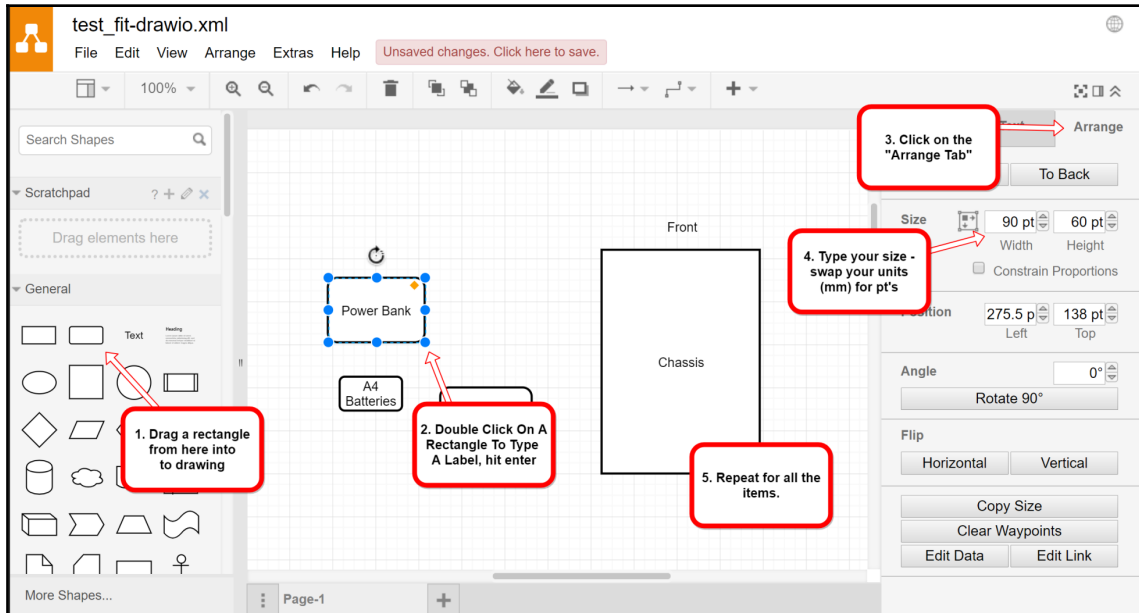 test_fit-drawio.xml
File Edit View Arrange Extras Help Unsaved changes. Click here to save.
100%
Search Shapes
Scratchpad ?
Drag elements here
General
Text
Heading
1. Drag a rectangle
from here into
to drawing
More Shapes...
Power Bank
A4
Batteries
2. Double Click On A
Rectangle To Type
A Label, hit enter
Front
Chassis
5. Repeat for all the
items.
Page-1
3. Click on the
"Arrange Tab"
Arrange
To Back
Size 90 pt 60 pt
Width Height
Constrain Proportions
4. Type your size -
swap your units
(mm) for pt's
275.5 p 138 pt
Left Top
Angle 0°
Rotate 90°
Flip
Horizontal Vertical
Copy Size
Clear Waypoints
Edit Data Edit Link